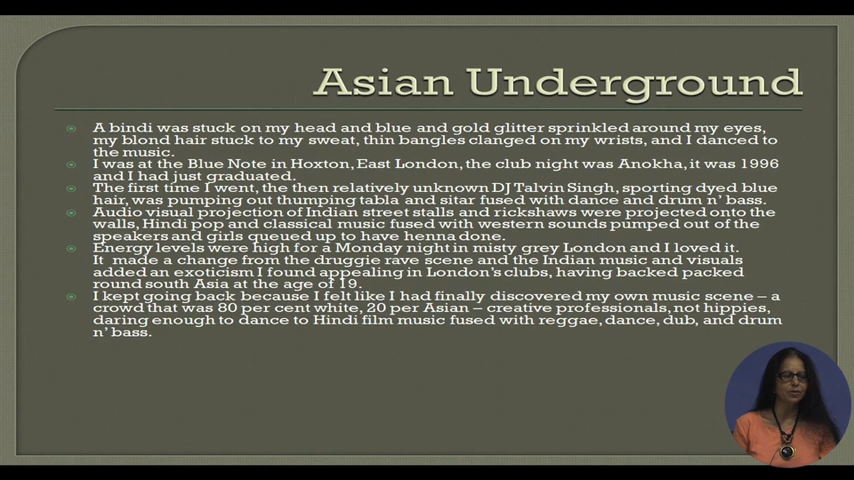 Asian Underground
A bindi was stuck on my head and blue and gold glitter sprinkled around my eyes,
my blond hair stuck to my sweat, thin bangles clanged on my wrists, and I danced to
the music.
I was at the Blue Note in Hoxton, East London, the club night was Anokha, it was 1996
and I had just graduated.
The first time I went, the then relatively unknown DJ Talvin Singh, sporting dyed blue
hair, was pumping out thumping tabla and sitar fused with dance and drum n' bass.
Audio visual projection of Indian street stalls and rickshaws were projected onto the
walls, Hindi pop and classical music fused with western sounds pumped out of the
speakers and girls queued up to have henna done.
Energy levels were high for a Monday night in misty grey London and I loved it.
It made a change from the druggie rave scene and the Indian music and visuals
added an exoticism I found appealing in London's clubs, having backed packed
round south Asia at the age of 19.
I kept going back because I felt like I had finally discovered my own music scene – a
crowd that was 80 per cent white, 20 per Asian – creative professionals, not hippies,
daring enough to dance to Hindi film music fused with reggae, dance, dub, and drum
n' bass.